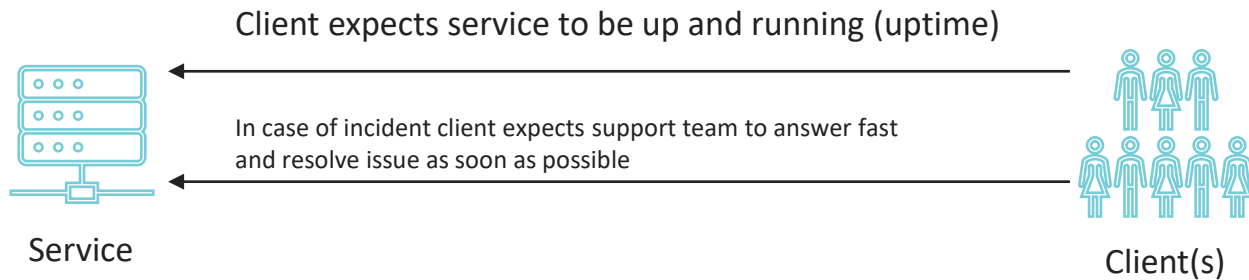 Client expects service to be up and running (uptime)
In case of incident client expects support team to answer fast
and resolve issue as soon as possible
Service
Client(s)